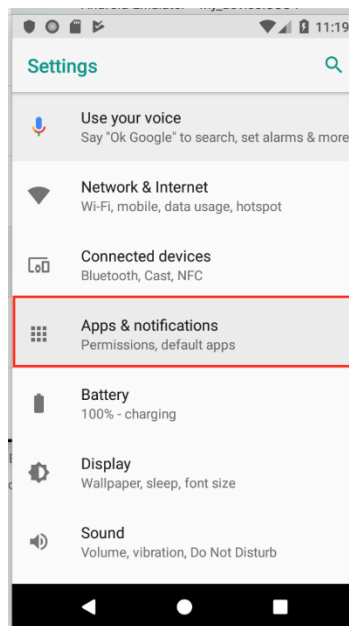 11:19
Settings
Use your voice
Say "Ok Google" to search, set alarms & more
Network & Internet
Wi-Fi, mobile, data usage, hotspot
Connected devices
Bluetooth, Cast, NFC
Apps & notifications
Permissions, default apps
Battery
100% - charging
Display
Wallpaper, sleep, font size
Sound
Volume, vibration, Do Not Disturb